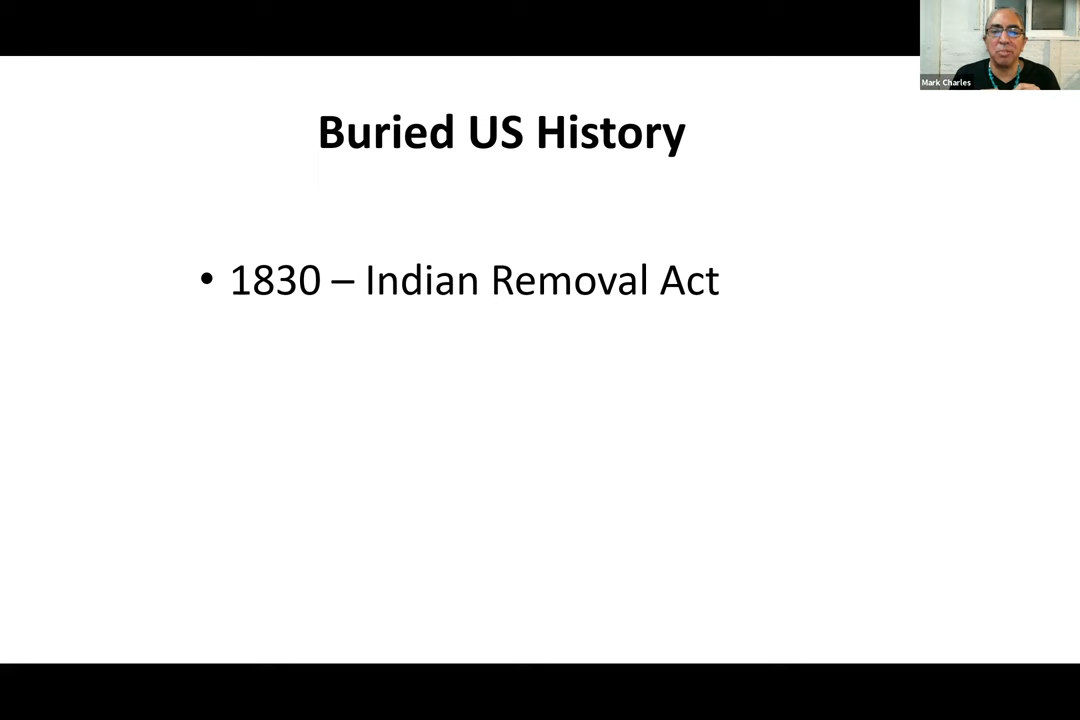 Mark Charles
Buried US History
• 1830 – Indian Removal Act